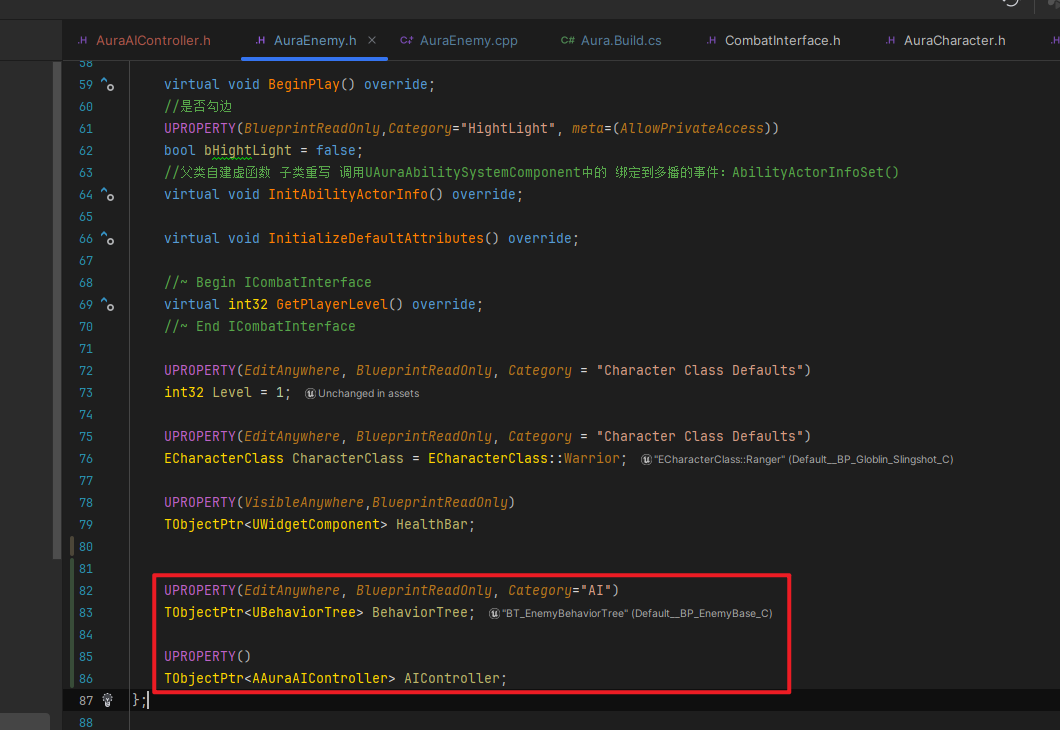 .H AuraAIController.h .H AuraEnemy.h × C+ AuraEnemy.cpp C# Aura.Build.cs .H CombatInterface.h .H AuraCharacter.h .H
58
59 virtual void BeginPlay() override;
60 //是否勾边
61 UPROPERTY(BlueprintReadOnly,Category="HightLight", meta=(AllowPrivateAccess))
62 bool bHightLight = false;
63 //父类自建虚函数 子类重写 调用UAuraAbilitySystemComponent中的 绑定到多播的事件：AbilityActorInfoSet()
64 virtual void InitAbilityActorInfo() override;
65
66 virtual void InitializeDefaultAttributes() override;
67
68 //~ Begin ICombatInterface
69 virtual int32 GetPlayerLevel() override;
70 //~ End ICombatInterface
71
72 UPROPERTY(EditAnywhere, BlueprintReadOnly, Category = "Character Class Defaults")
73 int32 Level = 1; Unchanged in assets
74
75 UPROPERTY(EditAnywhere, BlueprintReadOnly, Category = "Character Class Defaults")
76 ECharacterClass CharacterClass = ECharacterClass::Warrior; "ECharacterClass::Ranger" (Default__BP_Globlin_Slingshot_C)
77
78 UPROPERTY(VisibleAnywhere,BlueprintReadOnly)
79 TObjectPtr<UWidgetComponent> HealthBar;
80
81
82 UPROPERTY(EditAnywhere, BlueprintReadOnly, Category="AI")
83 TObjectPtr<UBehaviorTree> BehaviorTree; "BT_EnemyBehaviorTree" (Default__BP_EnemyBase_C)
84
85 UPROPERTY()
86 TObjectPtr<AAuraAIController> AIController;
87 };
88